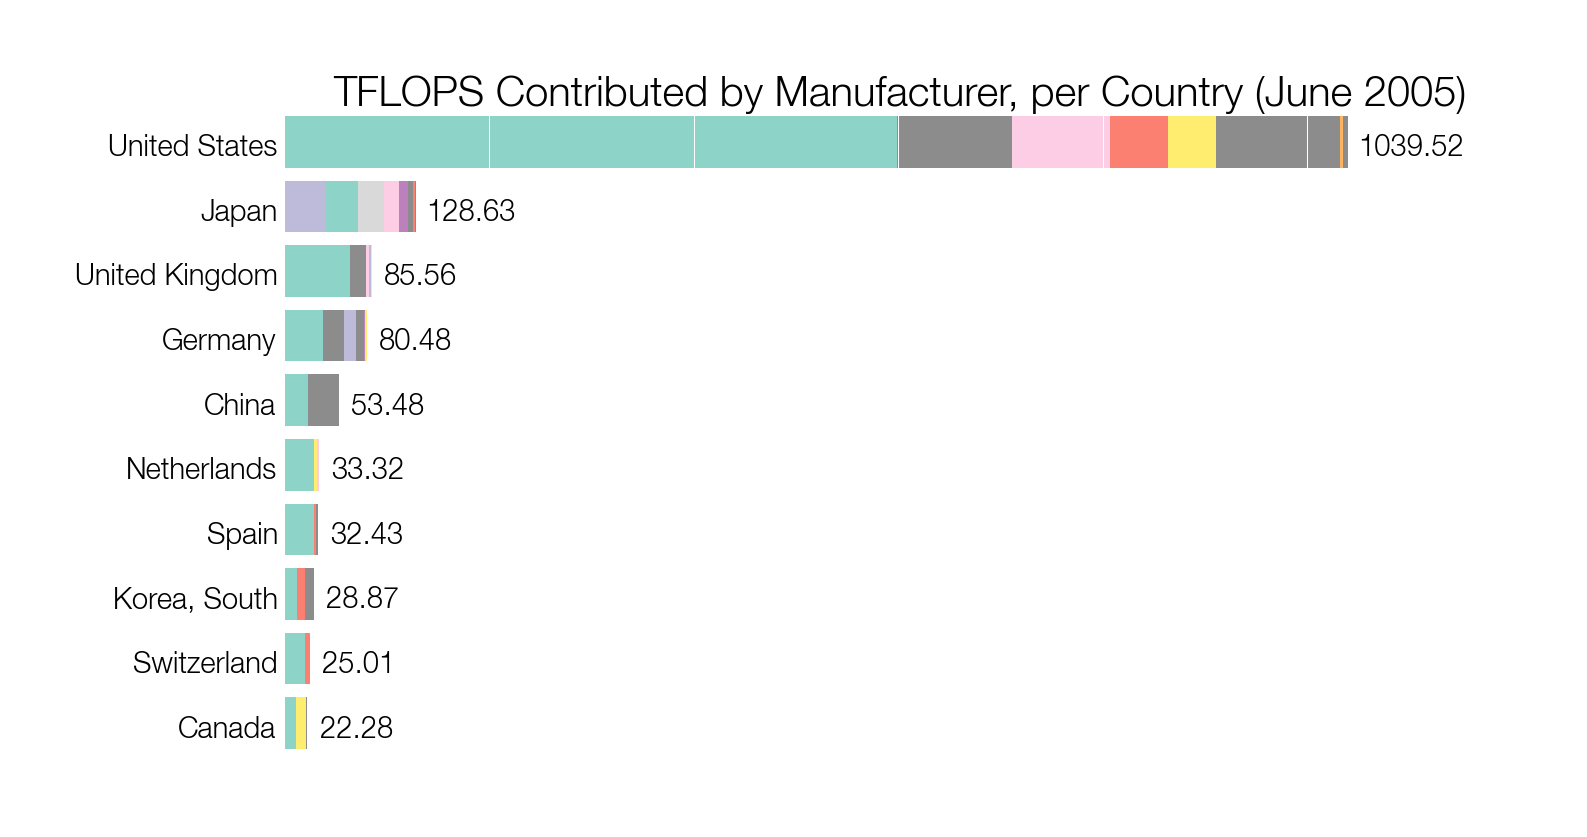 TFLOPS Contributed by Manufacturer, per Country (June 2005)
United States 1039.52
Japan 128.63
United Kingdom 85.56
Germany 80.48
China 53.48
Netherlands 33.32
Spain 32.43
Korea, South 28.87
Switzerland 25.01
Canada 22.28